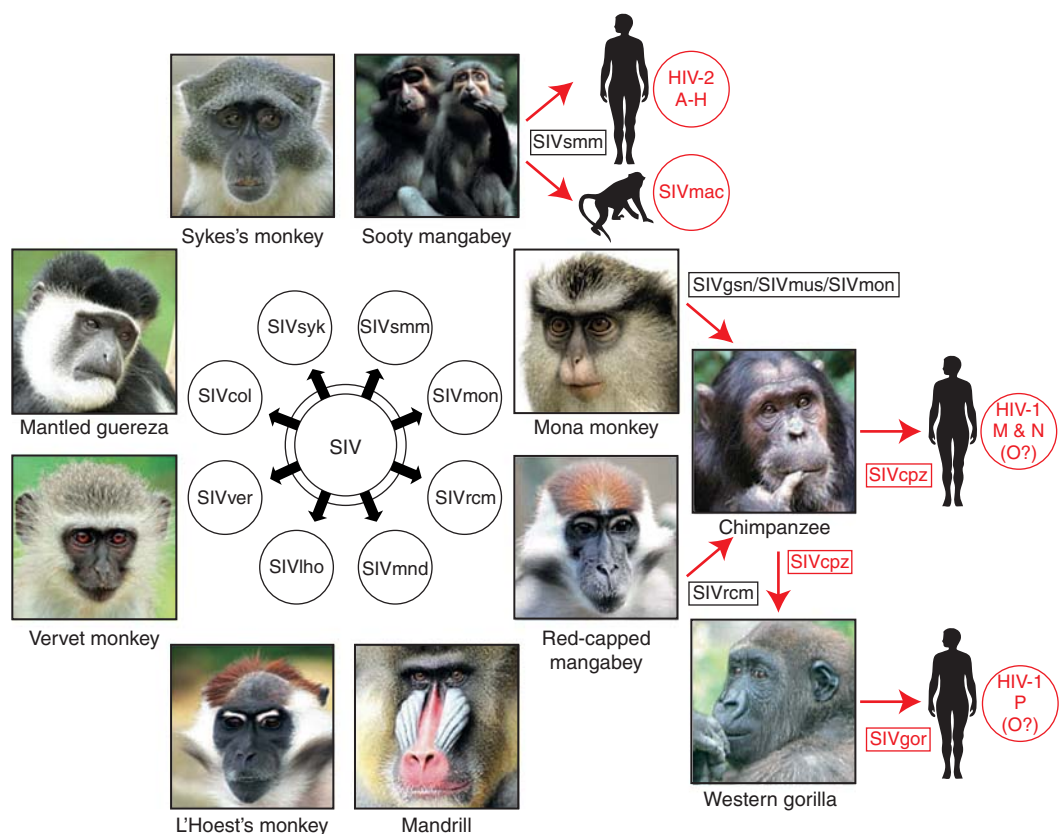 HIV-2
A-H
SIVsmm
SIVmac
Sykes's monkey
Sooty mangabey
SIVgsn/SIVmus/SIVmon
SIVsyk
SIVsmm
SIVcol
SIVmon
Mantled guereza
Mona monkey
SIV
HIV-1
M & N
(O?)
SIVcpz
SIVver
SIVrcm
Chimpanzee
SIVlho
SIVmnd
SIVcpz
SIVrcm
Vervet monkey
Red-capped
mangabey
HIV-1
P
(O?)
SIVgor
L'Hoest's monkey
Mandrill
Western gorilla